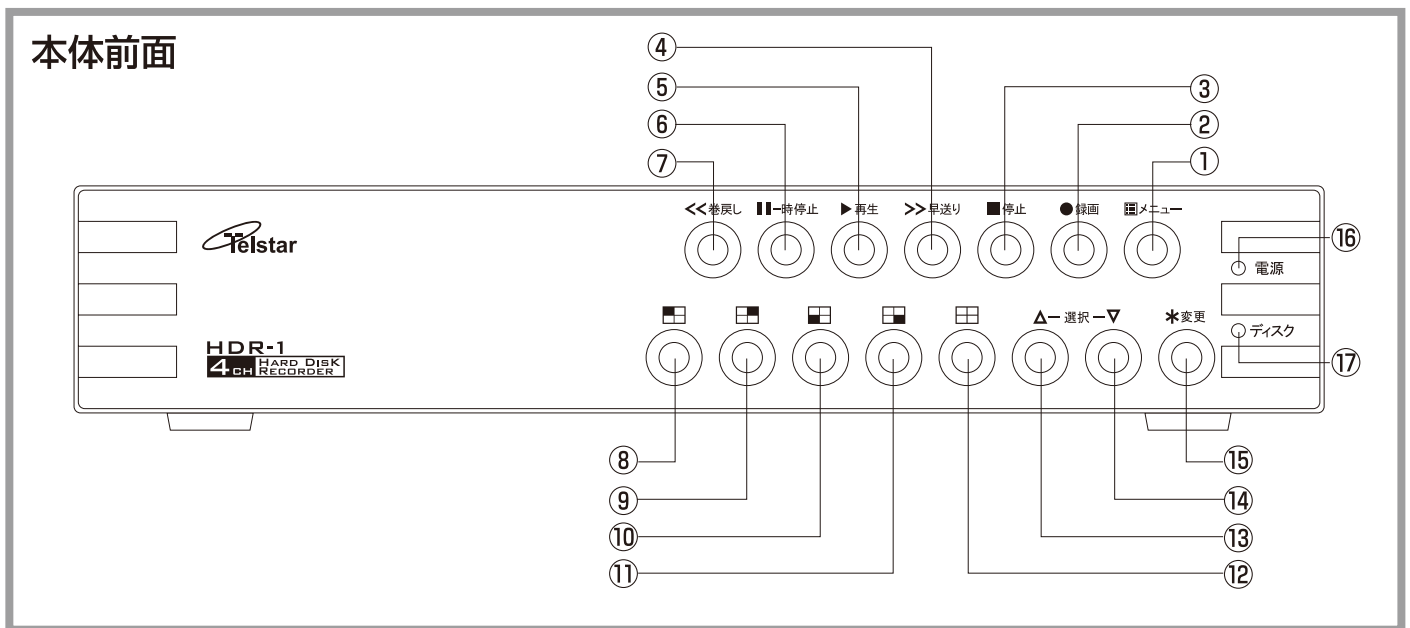 本体前面
④
⑤ ③
⑥ ②
⑦ ①
<<巻戻し ❚❚一時停止 ▶再生 >>早送り ■停止 ●録画 メニュー
Telstar
⑯
電源
△ー 選択 ー▽ ✱変更
ディスク
⑰
HDR-1
4CH HARD DISK RECORDER
⑧ ⑮
⑨ ⑭
⑩ ⑬
⑪ ⑫